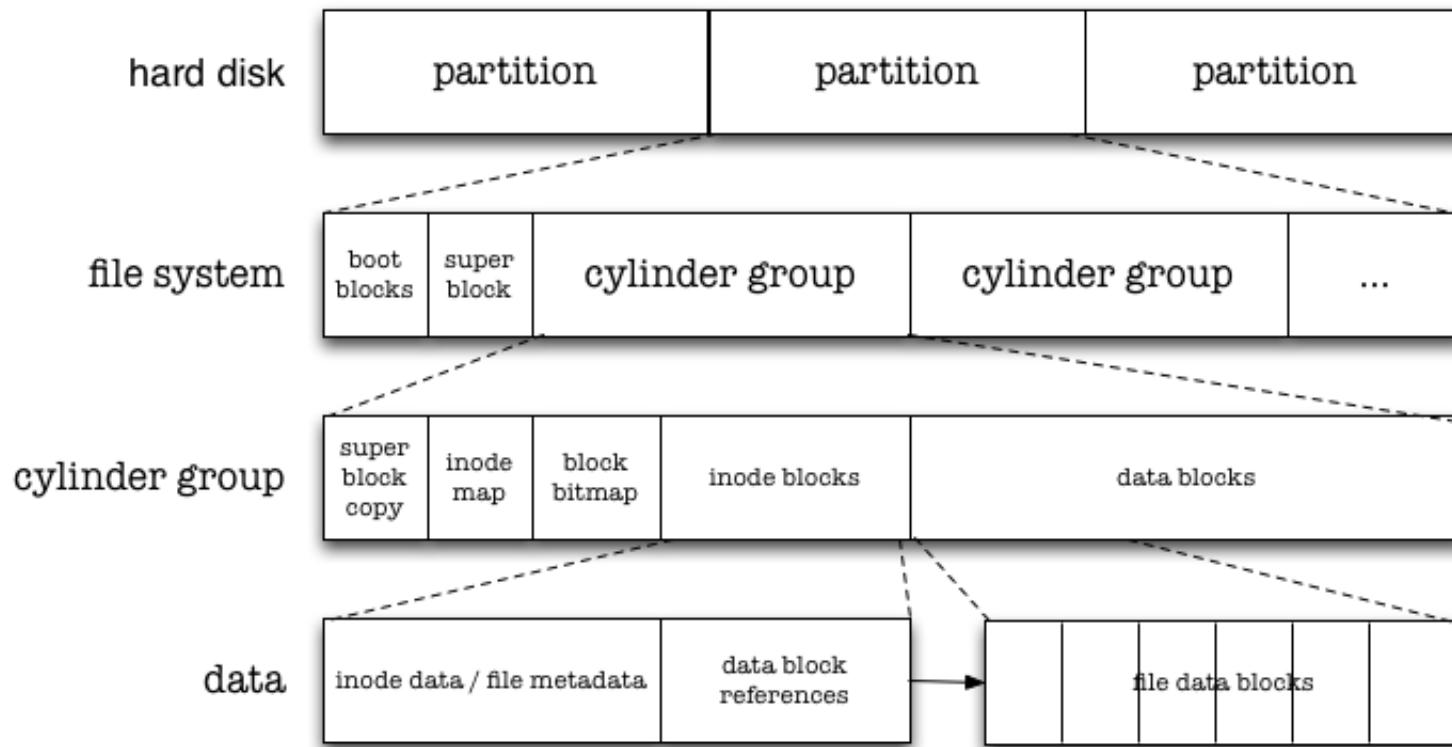 hard disk
partition
partition
partition
file system
boot
blocks
super
block
cylinder group
cylinder group
...
cylinder group
super
block
copy
inode
map
block
bitmap
inode blocks
data blocks
data
inode data / file metadata
data block
references
file data blocks